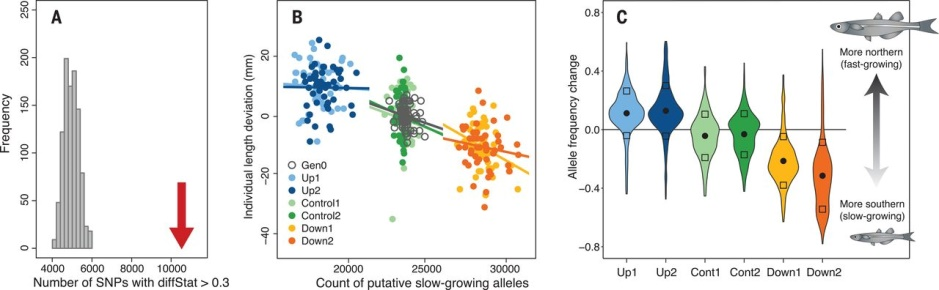 A
Frequency
250
200
150
100
50
0
4000 6000 8000 10000
Number of SNPs with diffStat > 0.3
B
Individual length deviation (mm)
20
0
−20
−40
Gen0
Up1
Up2
Control1
Control2
Down1
Down2
20000 25000 30000
Count of putative slow-growing alleles
C
Allele frequency change
0.8
0.4
0.0
−0.4
−0.8
Up1 Up2 Cont1 Cont2 Down1 Down2
More northern
(fast-growing)
More southern
(slow-growing)